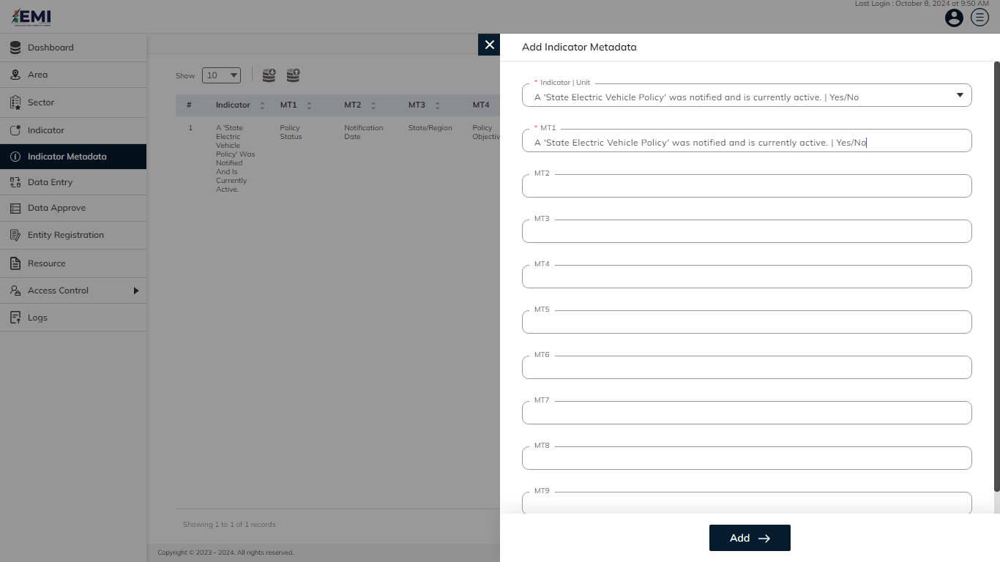 Last Login : October 8, 2024 at 9:50 AM
EMI
Dashboard
Area
Sector
Indicator
Indicator Metadata
Data Entry
Data Approve
Entity Registration
Resource
Access Control
Logs
Show 10
# Indicator MT1 MT2 MT3 MT4
1 A 'State Electric Vehicle Policy' Was Notified And Is Currently Active. Policy Status Notification Date State/Region Policy Objectiv
Showing 1 to 1 of 1 records
Copyright © 2023 - 2024. All rights reserved.
Add Indicator Metadata
* Indicator | Unit
A 'State Electric Vehicle Policy' was notified and is currently active. | Yes/No
* MT1
A 'State Electric Vehicle Policy' was notified and is currently active. | Yes/No
MT2
MT3
MT4
MT5
MT6
MT7
MT8
MT9
Add